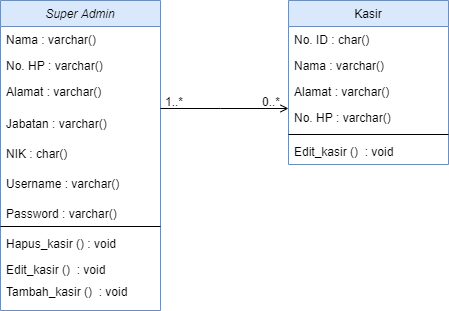 Super Admin
Nama : varchar()
No. HP : varchar()
Alamat : varchar()
Jabatan : varchar()
NIK : char()
Username : varchar()
Password : varchar()
Hapus_kasir () : void
Edit_kasir () : void
Tambah_kasir () : void
1..*
0..*
Kasir
No. ID : char()
Nama : varchar()
Alamat : varchar()
No. HP : varchar()
Edit_kasir () : void